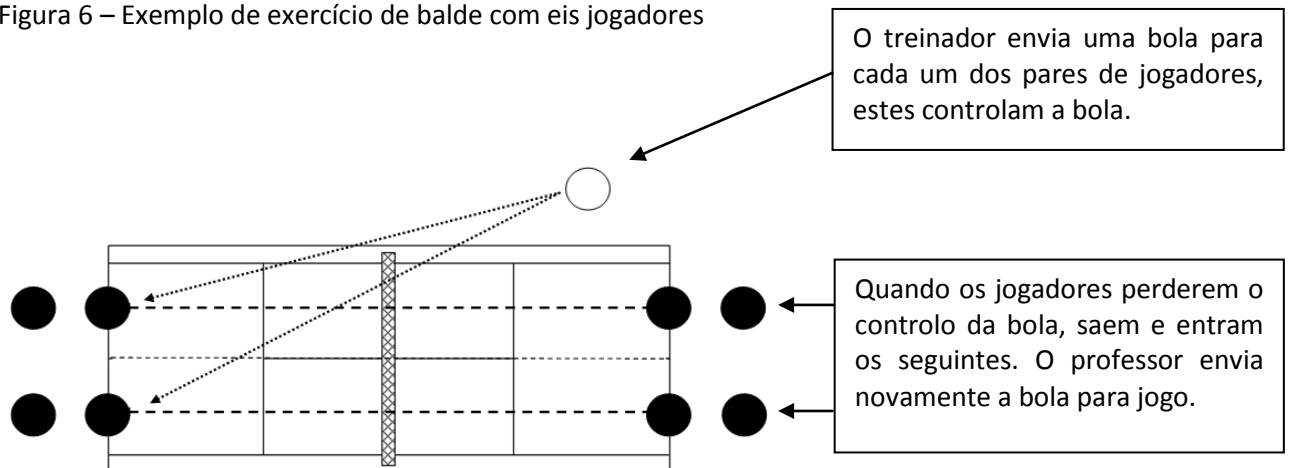 Figura 6 – Exemplo de exercício de balde com eis jogadores
O treinador envia uma bola para
cada um dos pares de jogadores,
estes controlam a bola.
Quando os jogadores perderem o
controlo da bola, saem e entram
os seguintes. O professor envia
novamente a bola para jogo.